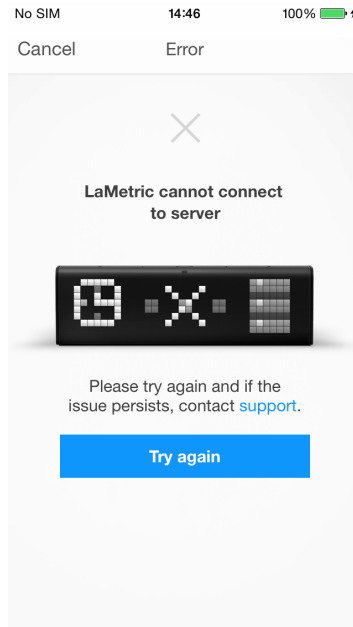 No SIM 14:46 100%
Cancel Error
LaMetric cannot connect
to server
Please try again and if the
issue persists, contact support.
Try again